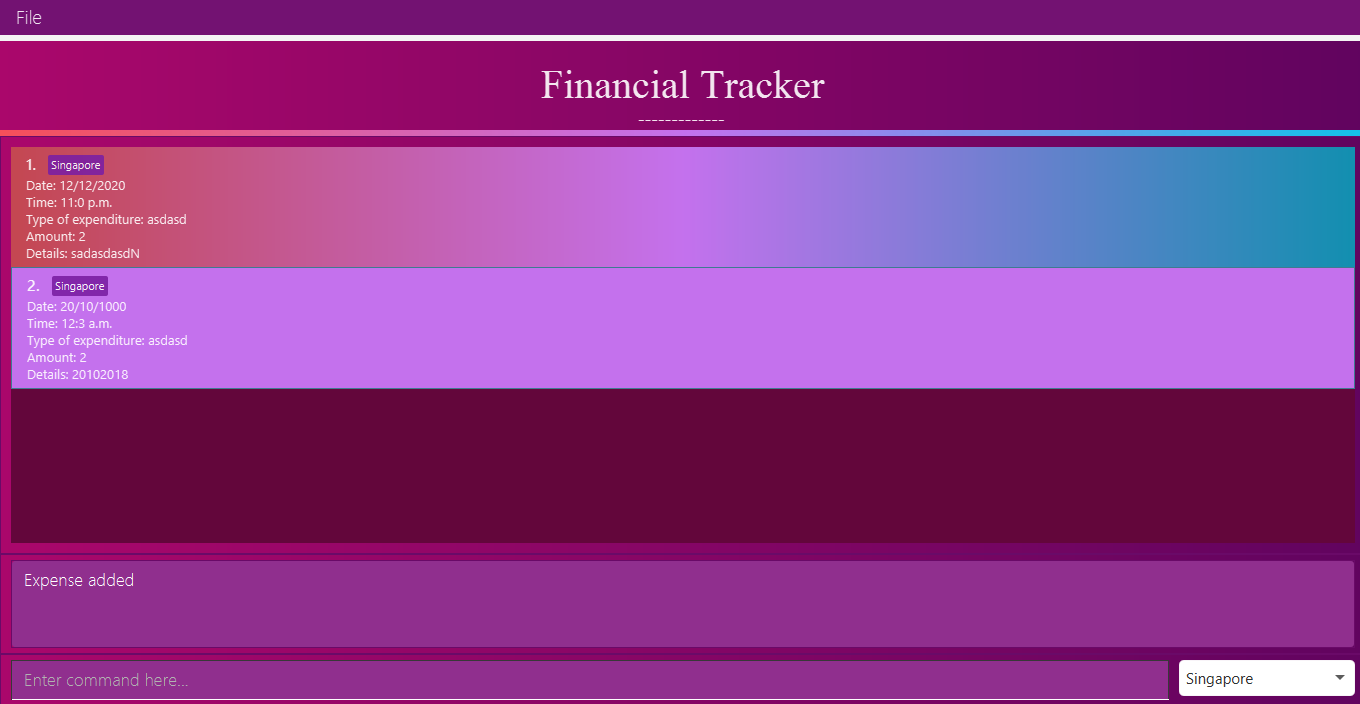 File
Financial Tracker
-------------
1. Singapore
Date: 12/12/2020
Time: 11:0 p.m.
Type of expenditure: asdasd
Amount: 2
Details: sadasdasdN
2. Singapore
Date: 20/10/1000
Time: 12:3 a.m.
Type of expenditure: asdasd
Amount: 2
Details: 20102018
Expense added
Enter command here...
Singapore